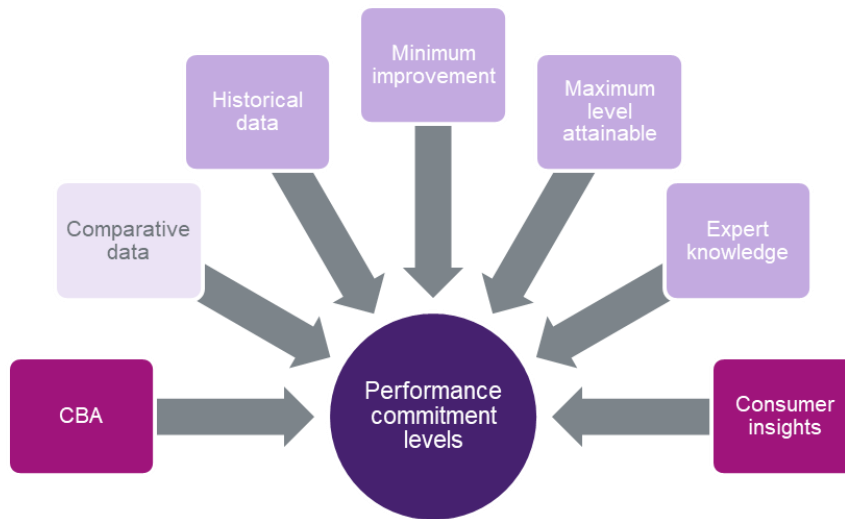 Minimum
improvement
Historical
data
Maximum
level
attainable
Comparative
data
Expert
knowledge
CBA
Performance
commitment
levels
Consumer
insights